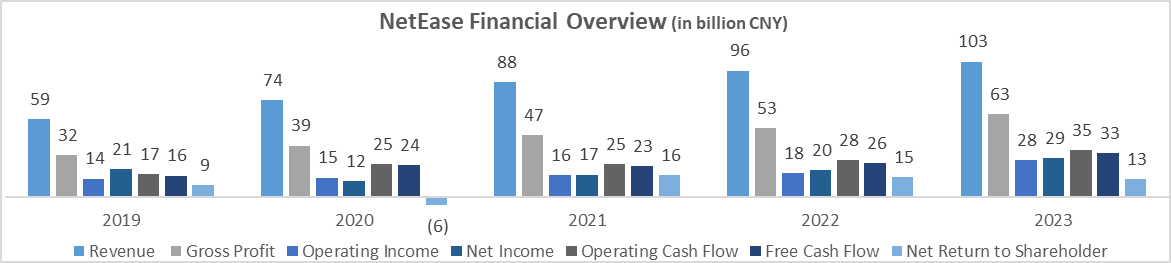 NetEase Financial Overview (in billion CNY)
59 32 14 21 17 16 9
74 39 15 12 25 24 (6)
88 47 16 17 25 23 16
96 53 18 20 28 26 15
103 63 28 29 35 33 13
2019 2020 2021 2022 2023
Revenue Gross Profit Operating Income Net Income Operating Cash Flow Free Cash Flow Net Return to Shareholder